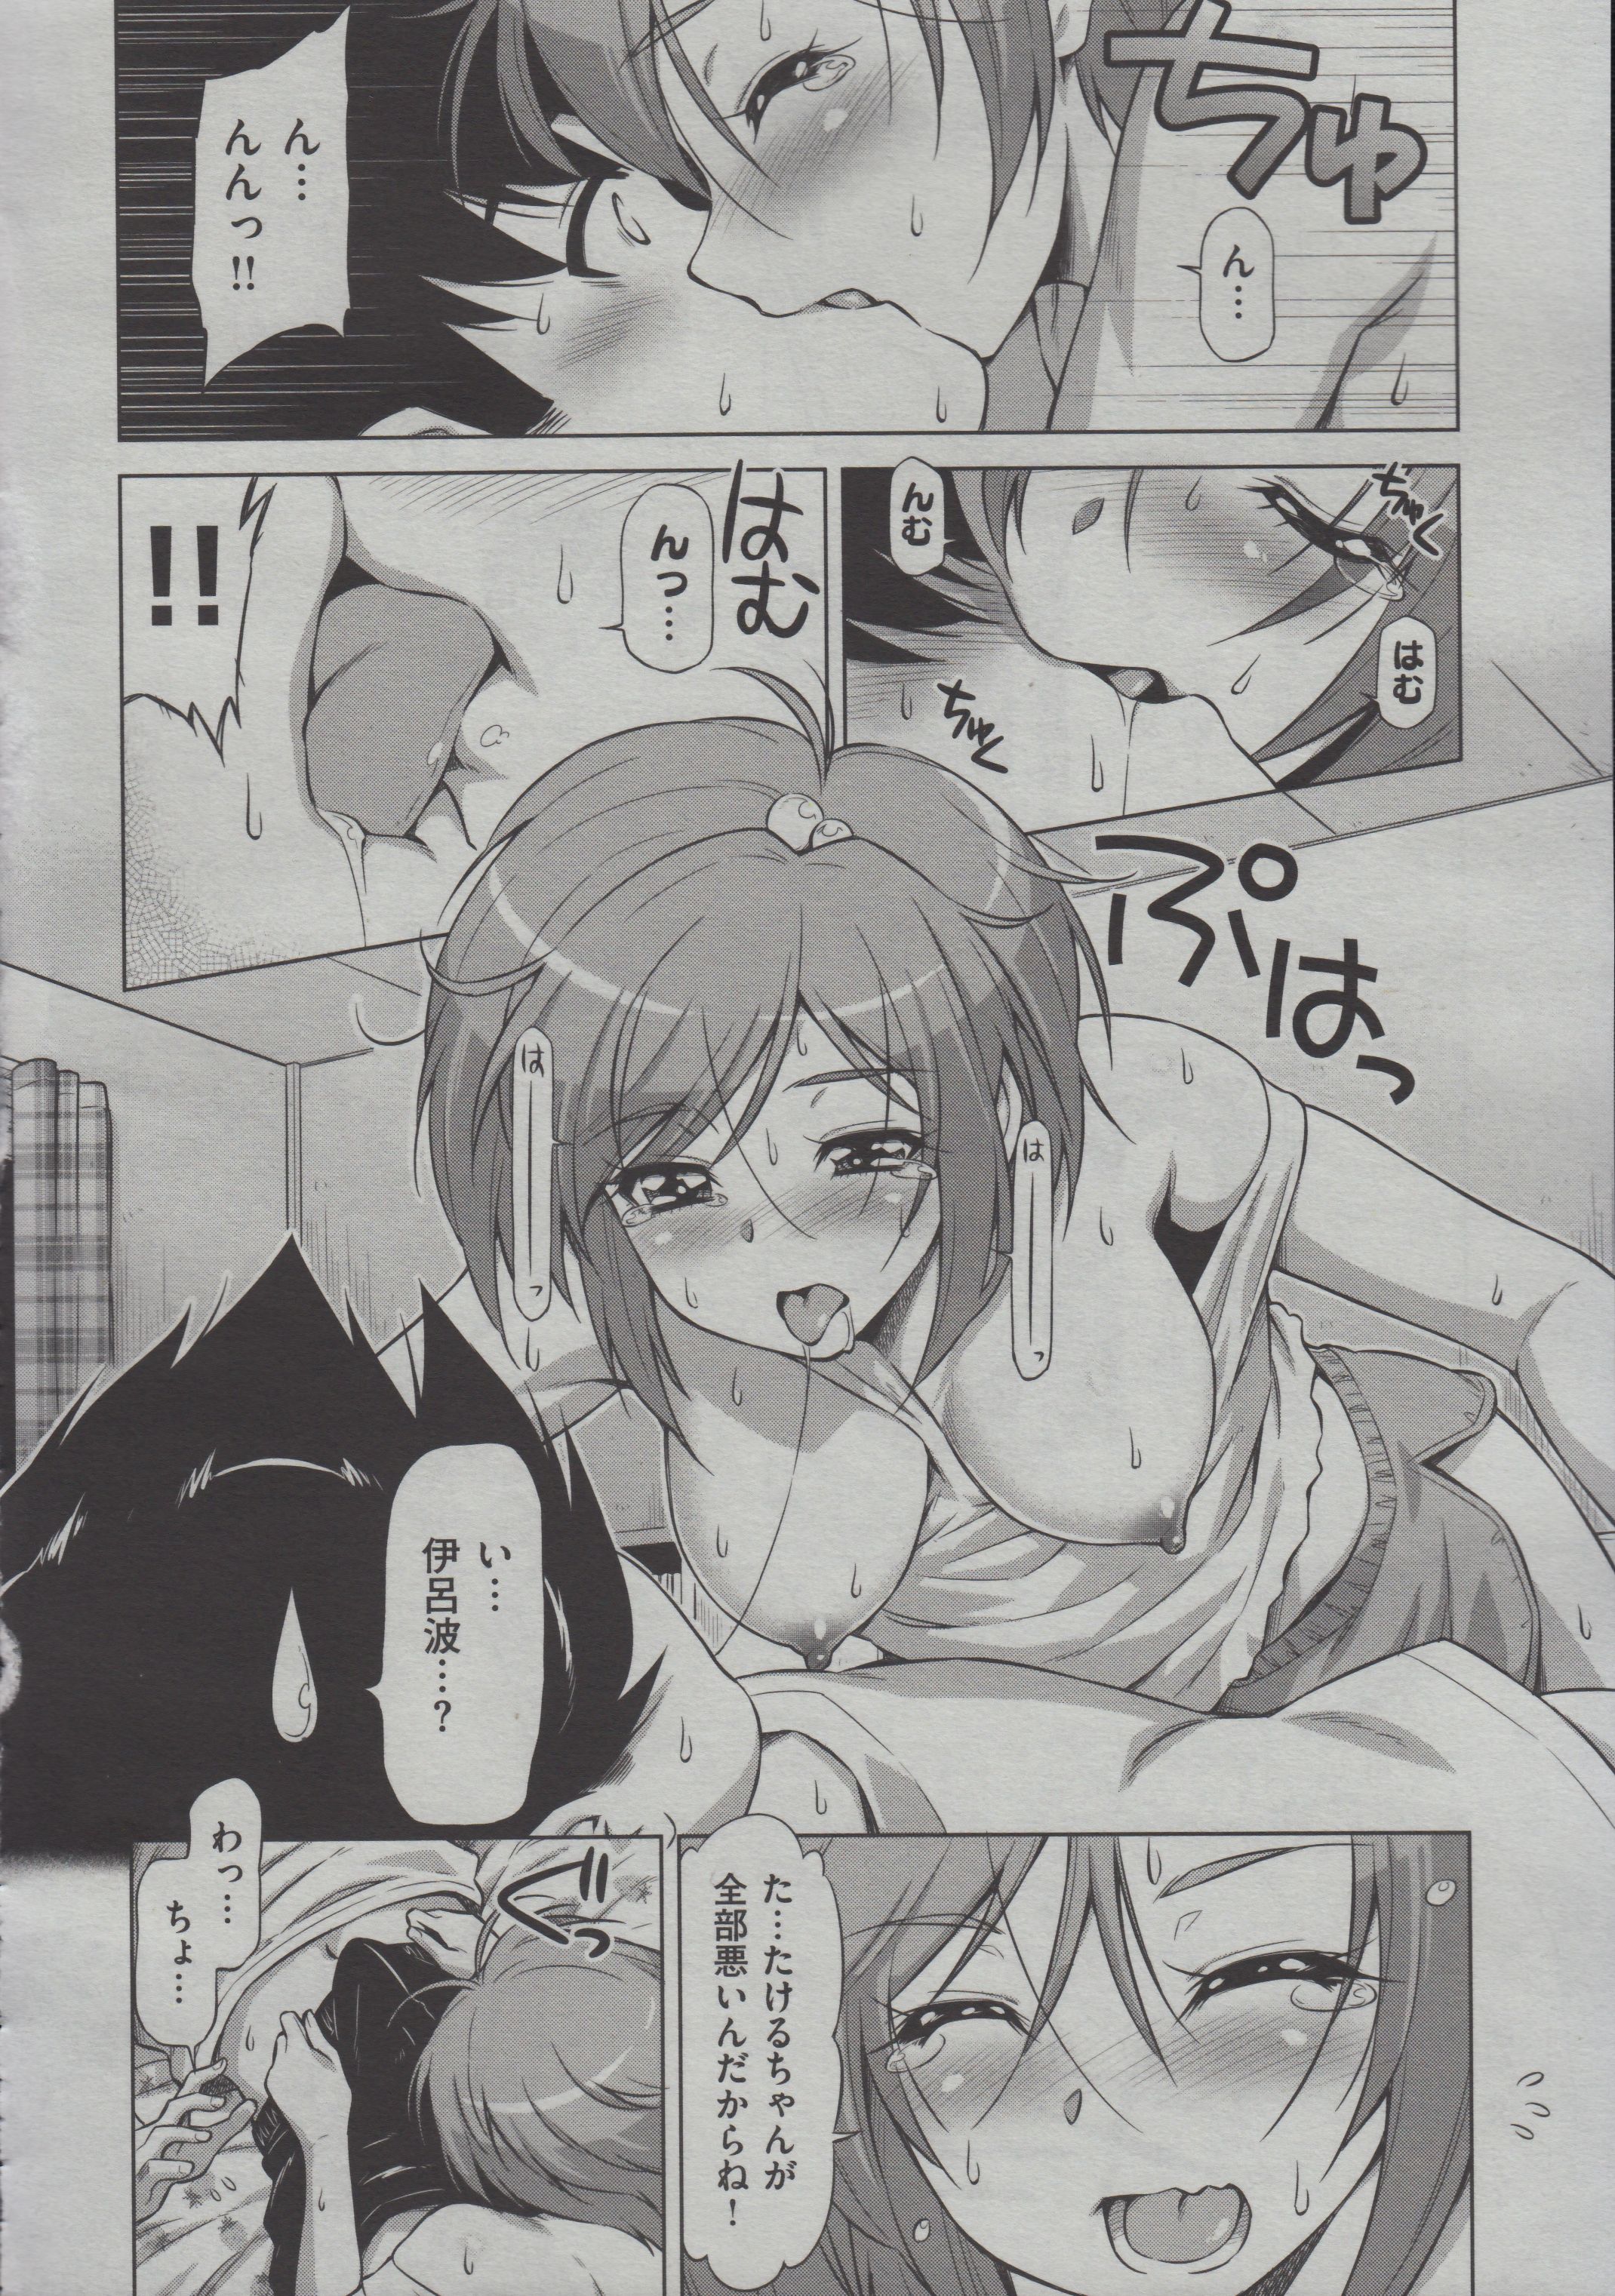 ちゅ
ん…
ん…
んんっ!!
ちゅく
んむ
はむ
ちゅく
はむ
んっ…
!!
ぷはっ
はっ
はっ
い…
伊呂波……?
た…たけるちゃんが
全部悪いんだからね!
ぐっ
わっ…
ちょ…